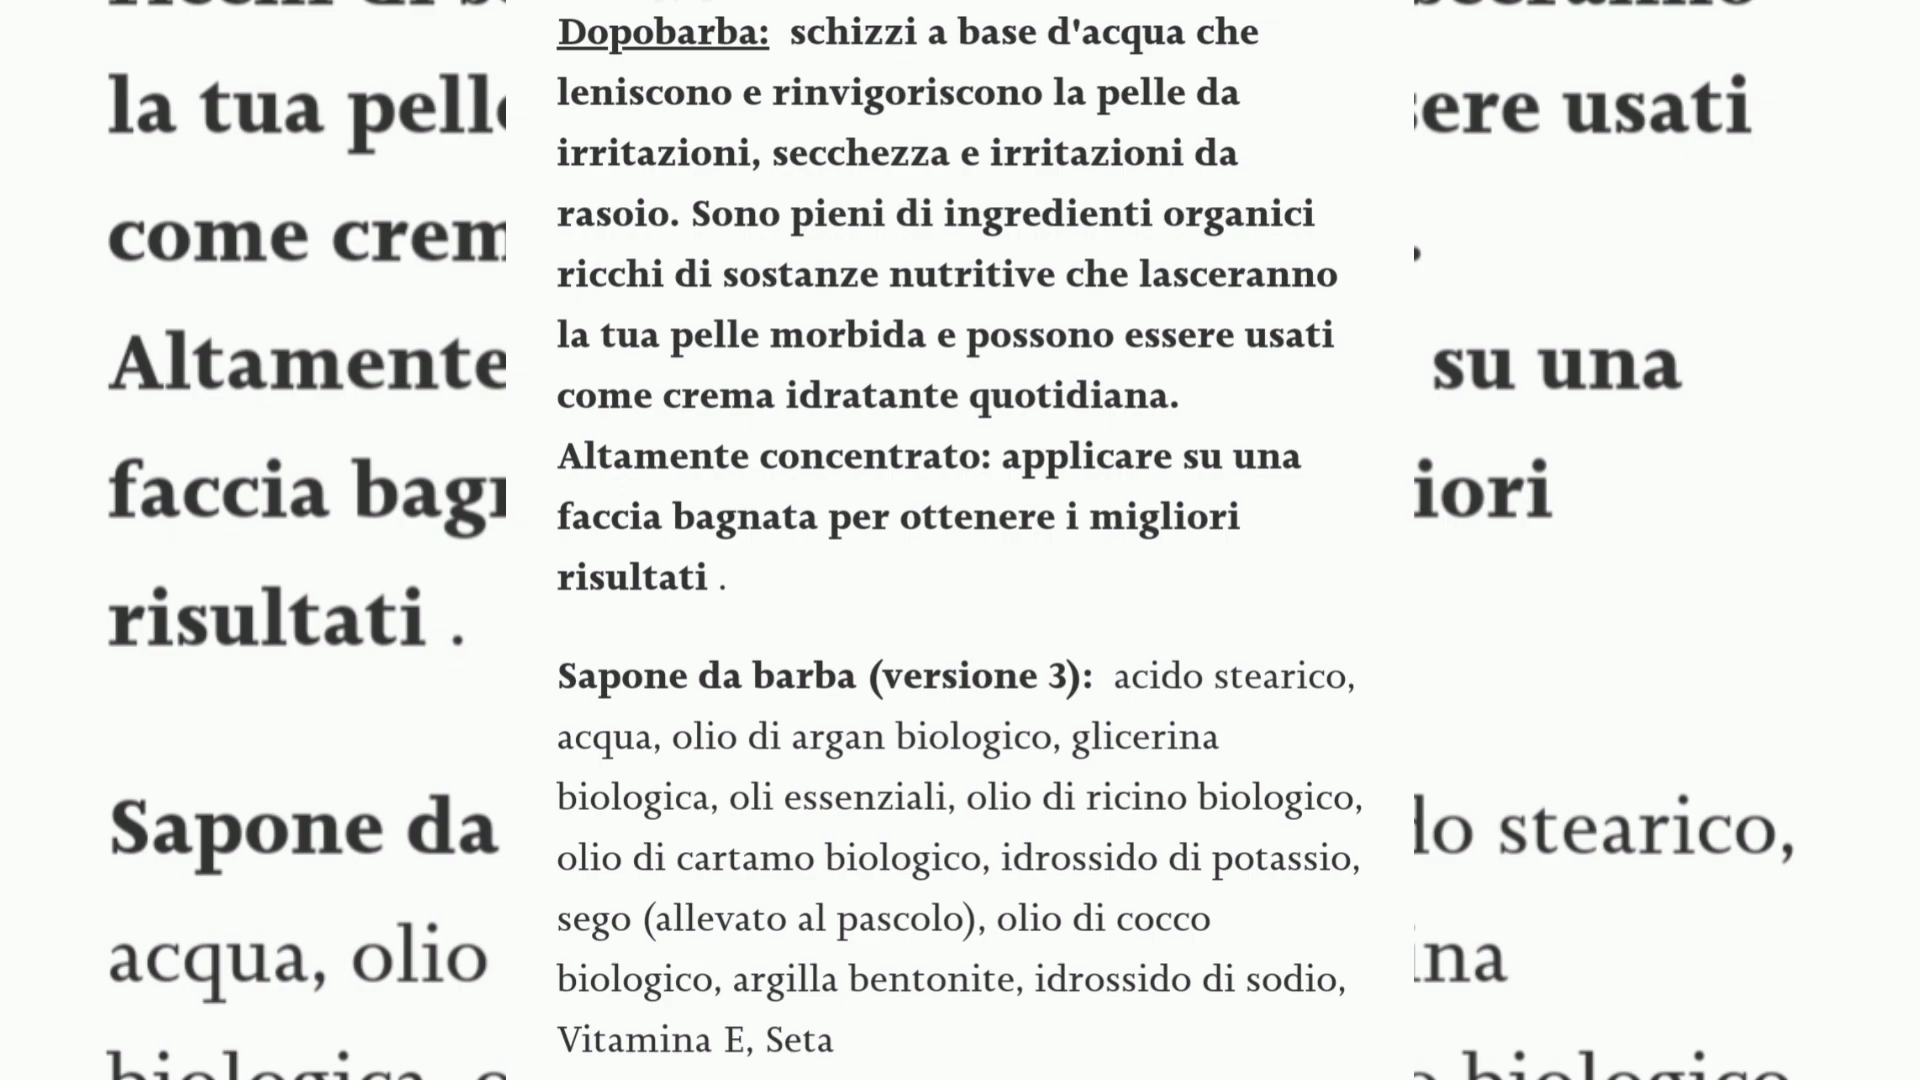 Dopobarba: schizzi a base d'acqua che
leniscono e rinvigoriscono la pelle da
irritazioni, secchezza e irritazioni da
rasoio. Sono pieni di ingredienti organici
ricchi di sostanze nutritive che lasceranno
la tua pelle morbida e possono essere usati
come crema idratante quotidiana.
Altamente concentrato: applicare su una
faccia bagnata per ottenere i migliori
risultati .
Sapone da barba (versione 3): acido stearico,
acqua, olio di argan biologico, glicerina
biologica, oli essenziali, olio di ricino biologico,
olio di cartamo biologico, idrossido di potassio,
sego (allevato al pascolo), olio di cocco
biologico, argilla bentonite, idrossido di sodio,
Vitamina E, Seta